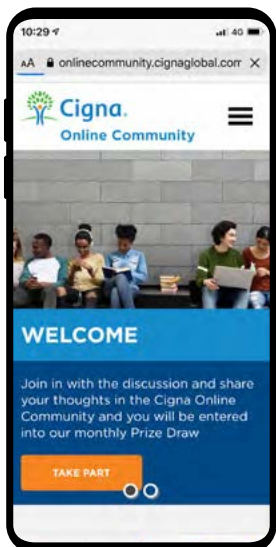 10:29
4G
AA onlinecommunity.cignaglobal.com
Cigna.
Online Community
WELCOME
Join in with the discussion and share
your thoughts in the Cigna Online
Community and you will be entered
into our monthly Prize Draw
TAKE PART